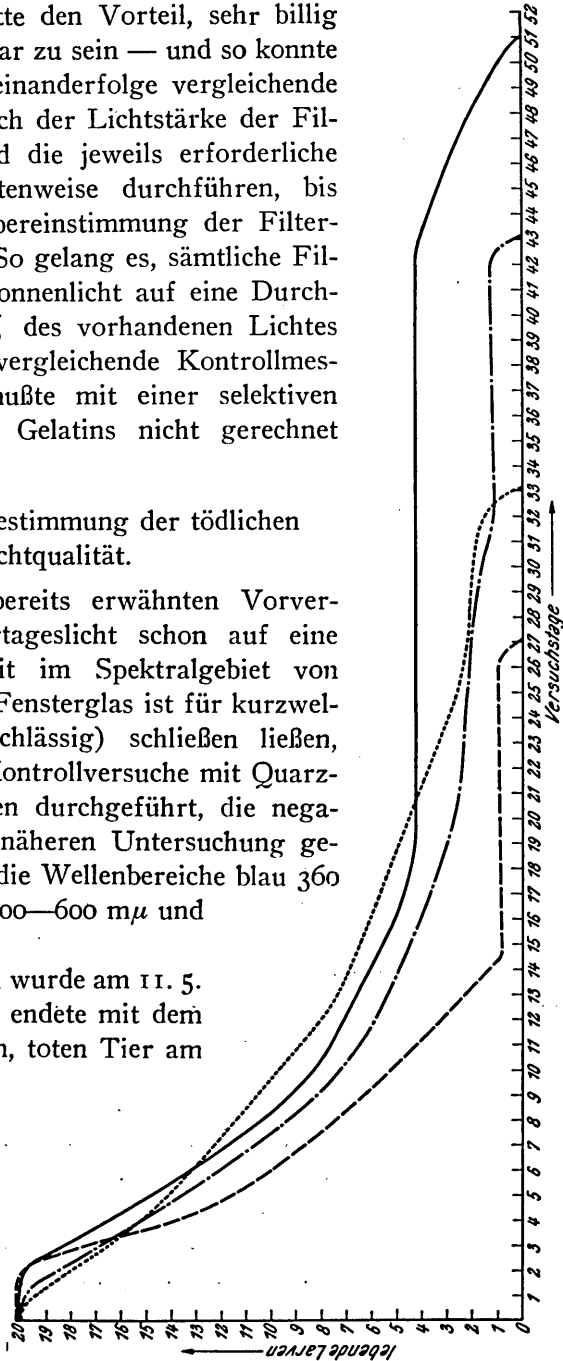 tte den Vorteil, sehr billig
ar zu sein — und so konnte
einanderfolge vergleichende
ch der Lichtstärke der Fil-
d die jeweils erforderliche
tenweise durchführen, bis
bereinstimmung der Filter-
So gelang es, sämtliche Fil-
onnenlicht auf eine Durch-
des vorhandenen Lichtes
vergleichende Kontrollmes-
nußte mit einer selektiven
Gelatins nicht gerechnet
estimmung der tödlichen
chtqualität.
bereits erwähnten Vorver-
rtageslicht schon auf eine
it im Spektralgebiet von
Fensterglas ist für kurzwel-
chlässig) schließen ließen,
Kontrollversuche mit Quarz-
en durchgeführt, die nega-
näheren Untersuchung ge-
die Wellenbereiche blau 360
00—600 mµ und
wurde am 11. 5.
endete mit dem
n, toten Tier am
20 19 18 17 16 15 14 13 12 11 10 9 8 7 6 5 4 3 2 1 0
lebende Larven
1 2 3 4 5 6 7 8 9 10 11 12 13 14 15 16 17 18 19 20 21 22 23 24 25 26 27 28 29 30 31 32 33 34 35 36 37 38 39 40 41 42 43 44 45 46 47 48 49 50 51 52
Versuchstage